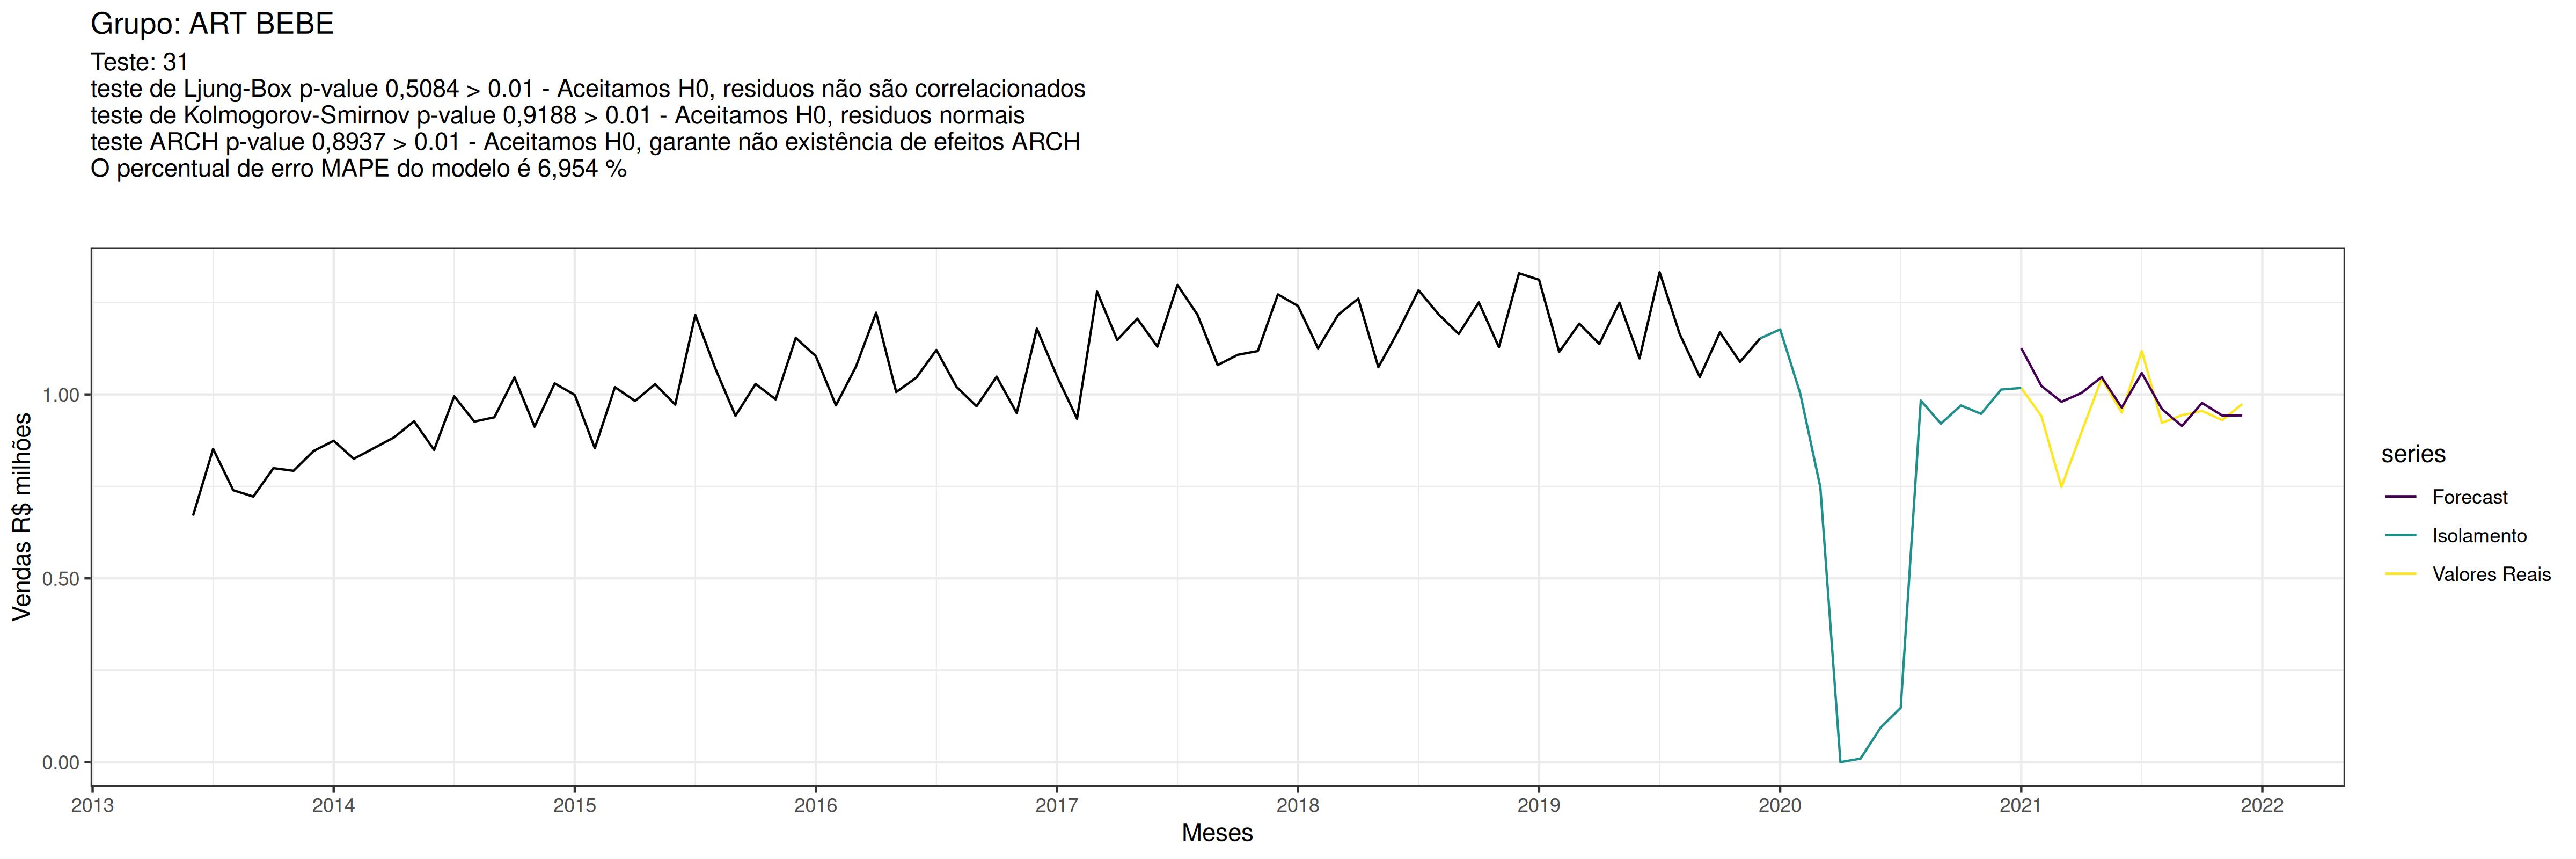 Grupo: ART BEBE
Teste: 31
teste de Ljung-Box p-value 0,5084 > 0.01 - Aceitamos H0, residuos não são correlacionados
teste de Kolmogorov-Smirnov p-value 0,9188 > 0.01 - Aceitamos H0, residuos normais
teste ARCH p-value 0,8937 > 0.01 - Aceitamos H0, garante não existência de efeitos ARCH
O percentual de erro MAPE do modelo é 6,954 %
Vendas R$ milhões
1.00
0.50
0.00
2013 2014 2015 2016 2017 2018 2019 2020 2021 2022
Meses
series
Forecast
Isolamento
Valores Reais